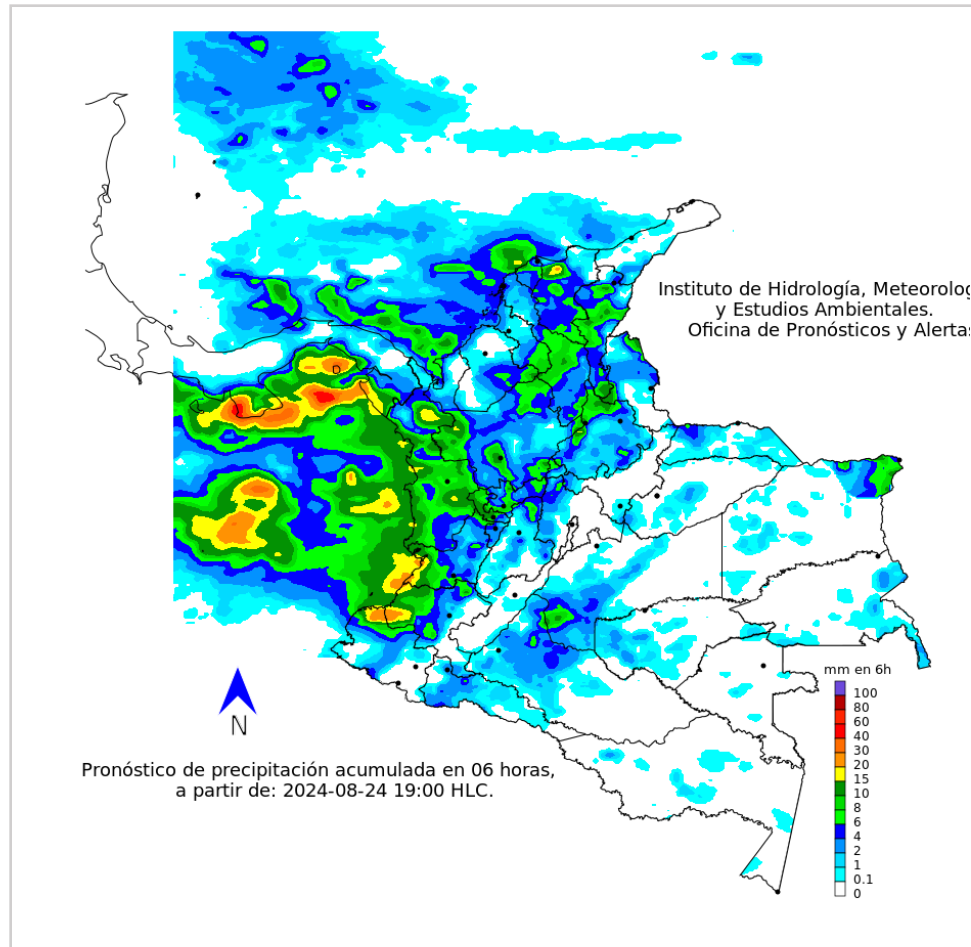 Instituto de Hidrología, Meteorolog
y Estudios Ambientales.
Oficina de Pronósticos y Alertas
mm en 6h
100
80
60
40
30
20
15
10
8
6
4
2
1
0.1
0
N
Pronóstico de precipitación acumulada en 06 horas,
a partir de: 2024-08-24 19:00 HLC.